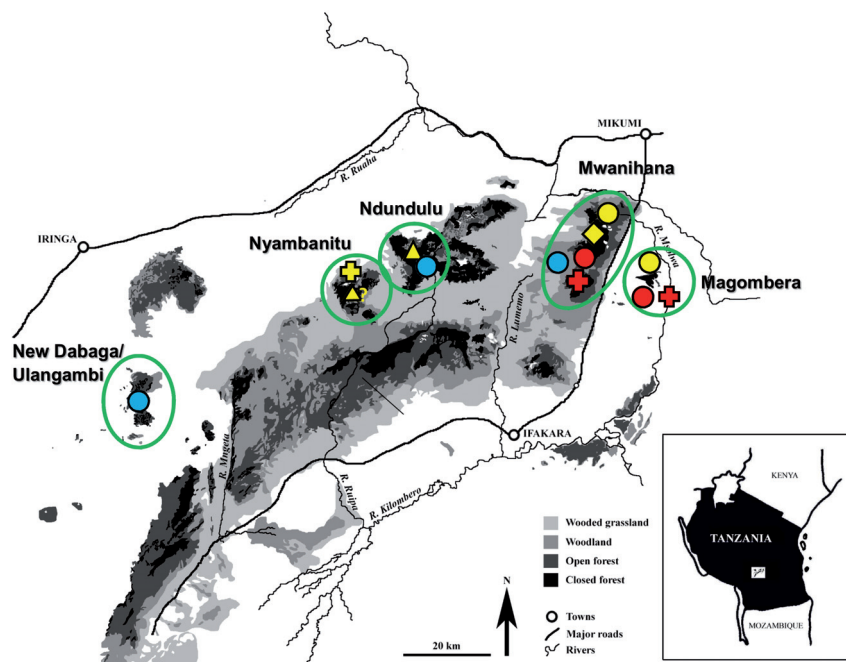 MIKUMI
Mwanihana
R. Ruaha
Ndundulu
IRINGA
Nyambanitu
?
R. Msolwa
Magombera
R. Lumemo
New Dabaga/
Ulangambi
IFAKARA
R. Mngeta
R. Ruipa
R. Kilombero
Wooded grassland
Woodland
Open forest
Closed forest
N
Towns
Major roads
Rivers
20 km
KENYA
TANZANIA
MOZAMBIQUE